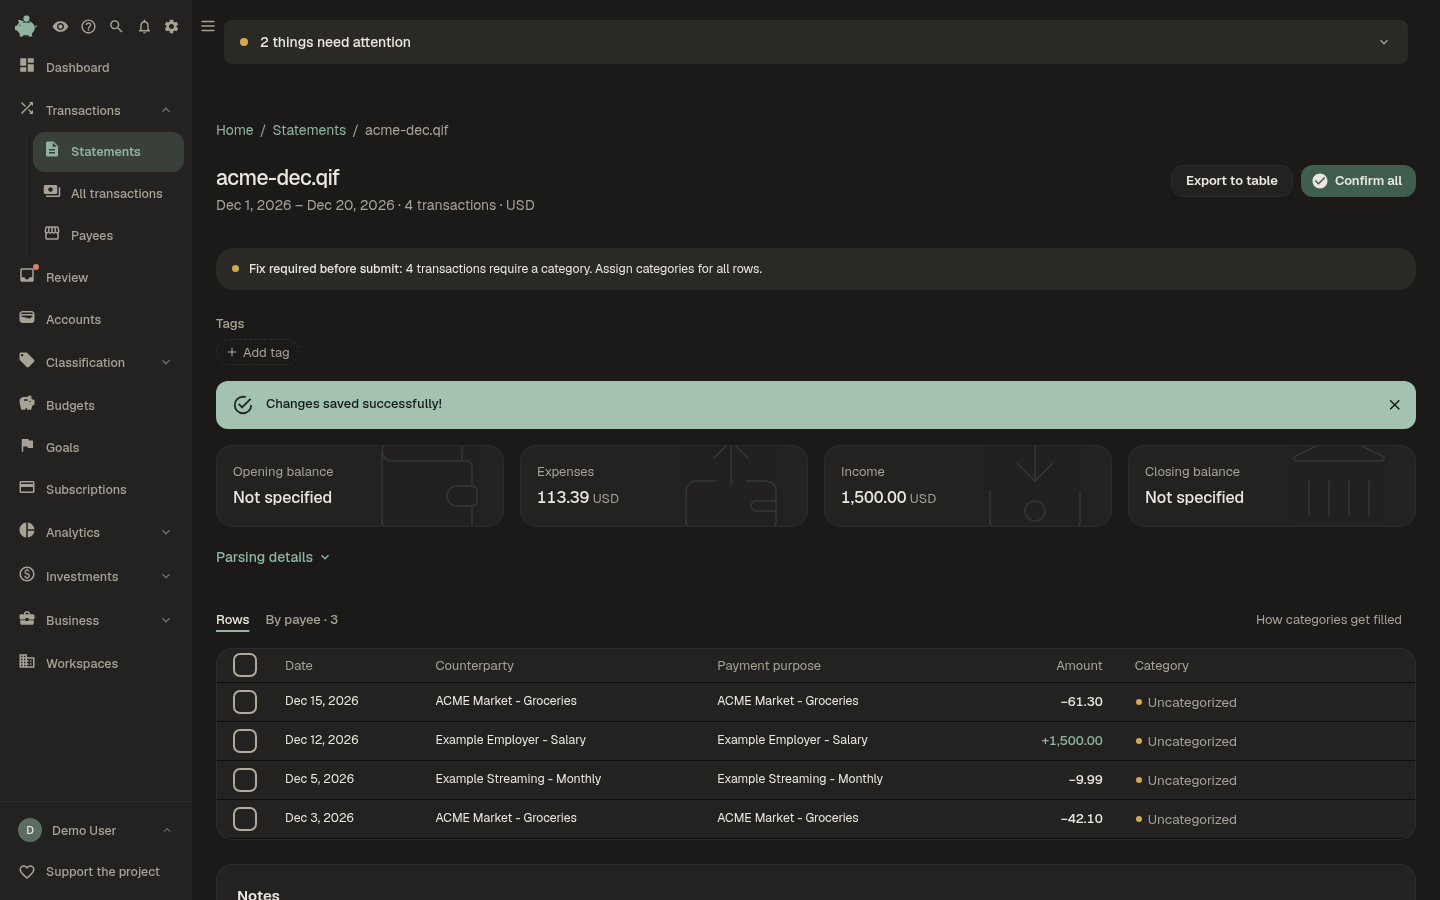 2 things need attention
Dashboard
Transactions
Statements
All transactions
Payees
Review
Accounts
Classification
Budgets
Goals
Subscriptions
Analytics
Investments
Business
Workspaces
D Demo User
Support the project
Home / Statements / acme-dec.qif
acme-dec.qif
Dec 1, 2026 – Dec 20, 2026 · 4 transactions · USD
Export to table
Confirm all
Fix required before submit: 4 transactions require a category. Assign categories for all rows.
Tags
+ Add tag
Changes saved successfully!
Opening balance
Not specified
Expenses
113.39 USD
Income
1,500.00 USD
Closing balance
Not specified
Parsing details
Rows By payee · 3 How categories get filled
Date Counterparty Payment purpose Amount Category
Dec 15, 2026 ACME Market - Groceries ACME Market - Groceries −61.30 Uncategorized
Dec 12, 2026 Example Employer - Salary Example Employer - Salary +1,500.00 Uncategorized
Dec 5, 2026 Example Streaming - Monthly Example Streaming - Monthly −9.99 Uncategorized
Dec 3, 2026 ACME Market - Groceries ACME Market - Groceries −42.10 Uncategorized
Notes